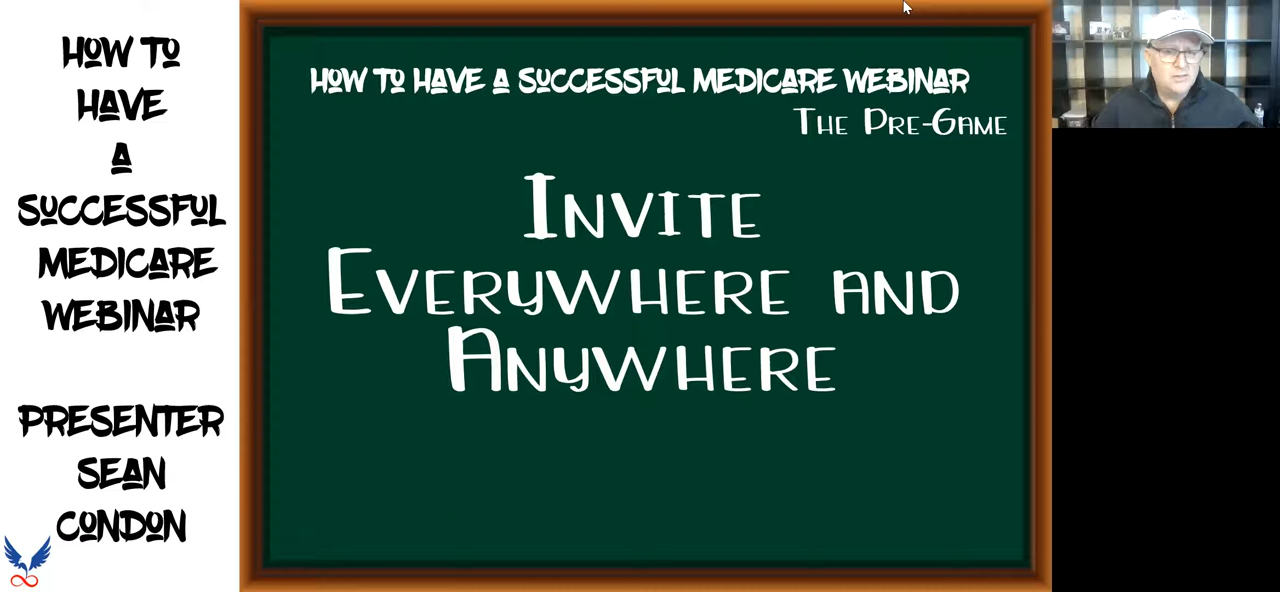 HOW TO
HAVE
A
SUCCESSFUL
MEDICARE
WEBINAR
PRESENTER
SEAN
CONDON
HOW TO HAVE A SUCCESSFUL MEDICARE WEBINAR
THE PRE-GAME
INVITE
EVERYWHERE AND
ANYWHERE